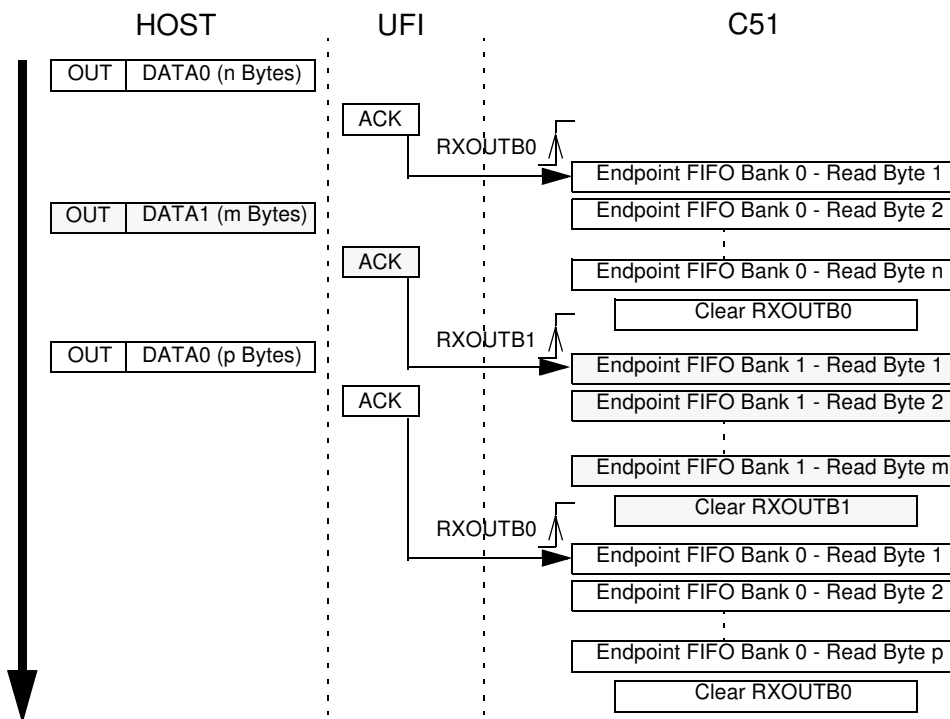 HOST UFI C51
OUT DATA0 (n Bytes)
ACK
RXOUTB0
Endpoint FIFO Bank 0 - Read Byte 1
OUT DATA1 (m Bytes)
Endpoint FIFO Bank 0 - Read Byte 2
ACK
Endpoint FIFO Bank 0 - Read Byte n
Clear RXOUTB0
RXOUTB1
OUT DATA0 (p Bytes)
Endpoint FIFO Bank 1 - Read Byte 1
ACK
Endpoint FIFO Bank 1 - Read Byte 2
Endpoint FIFO Bank 1 - Read Byte m
Clear RXOUTB1
RXOUTB0
Endpoint FIFO Bank 0 - Read Byte 1
Endpoint FIFO Bank 0 - Read Byte 2
Endpoint FIFO Bank 0 - Read Byte p
Clear RXOUTB0